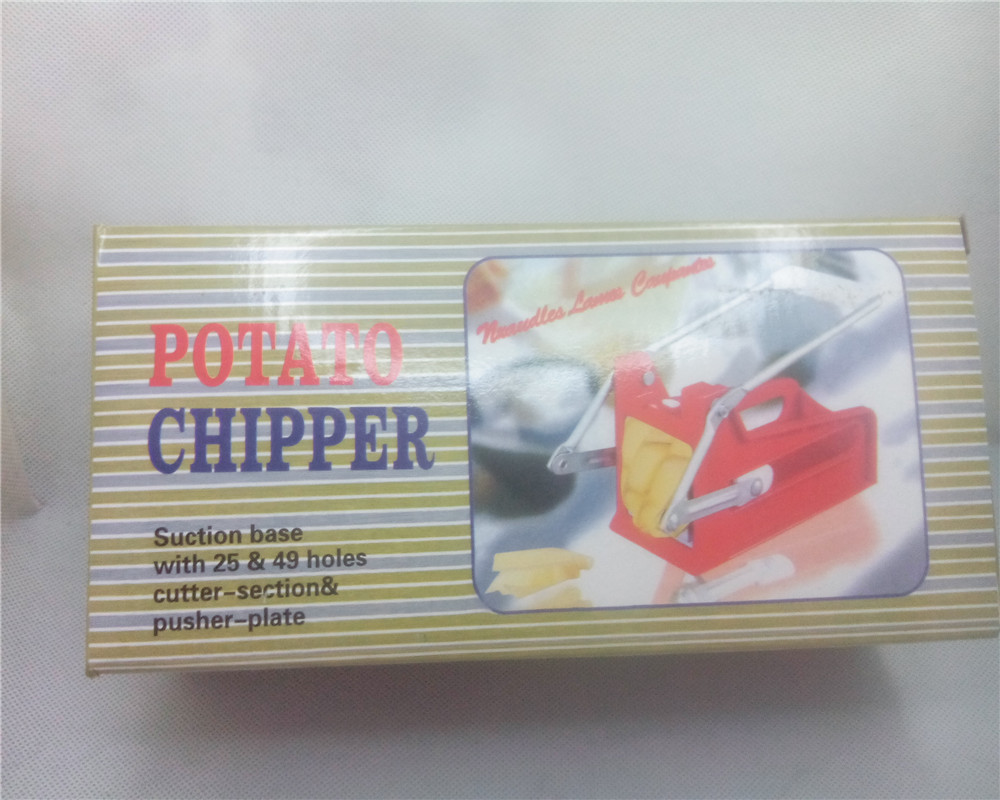 POTATO
CHIPPER
Suction base
with 25 & 49 holes
cutter-section&
pusher-plate